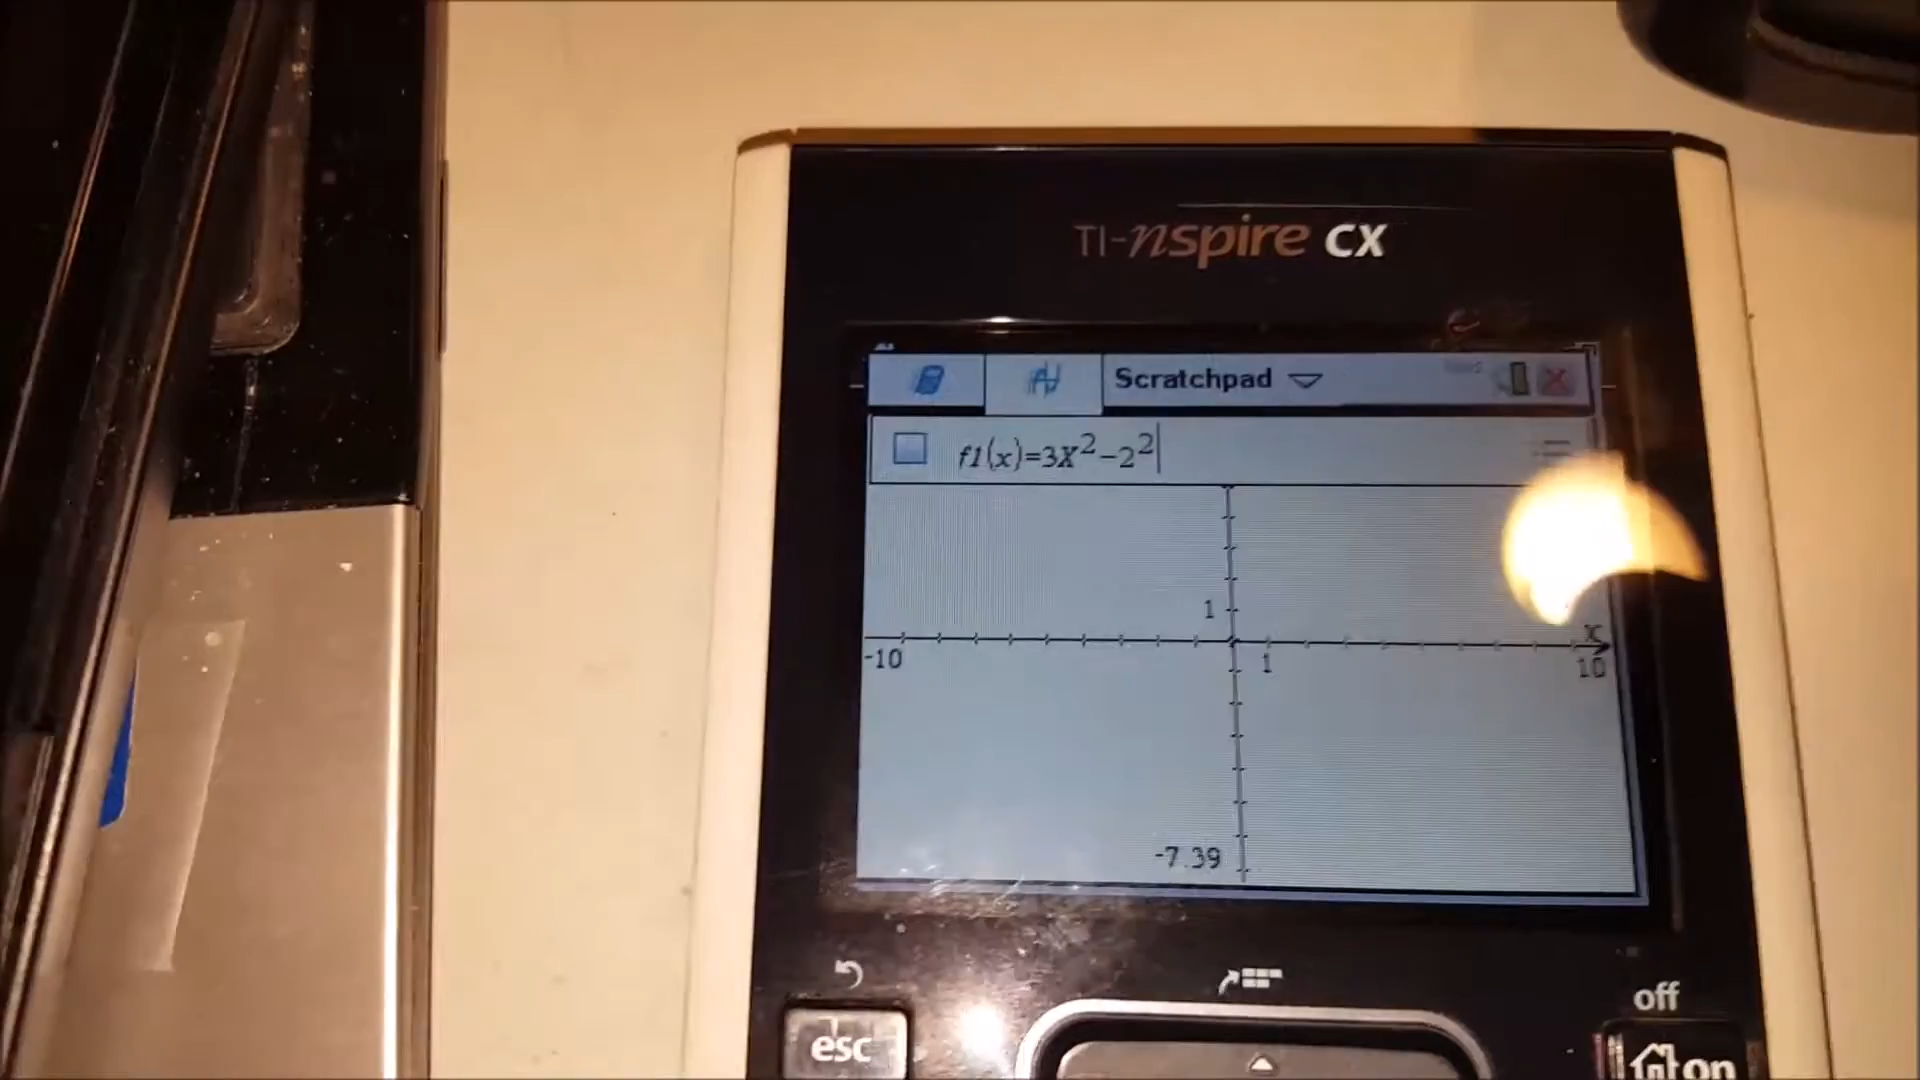 TI-nspire CX
Scratchpad
f1(x)=3X²-2²
1
x
-10
1
10
-7.39
off
esc
on